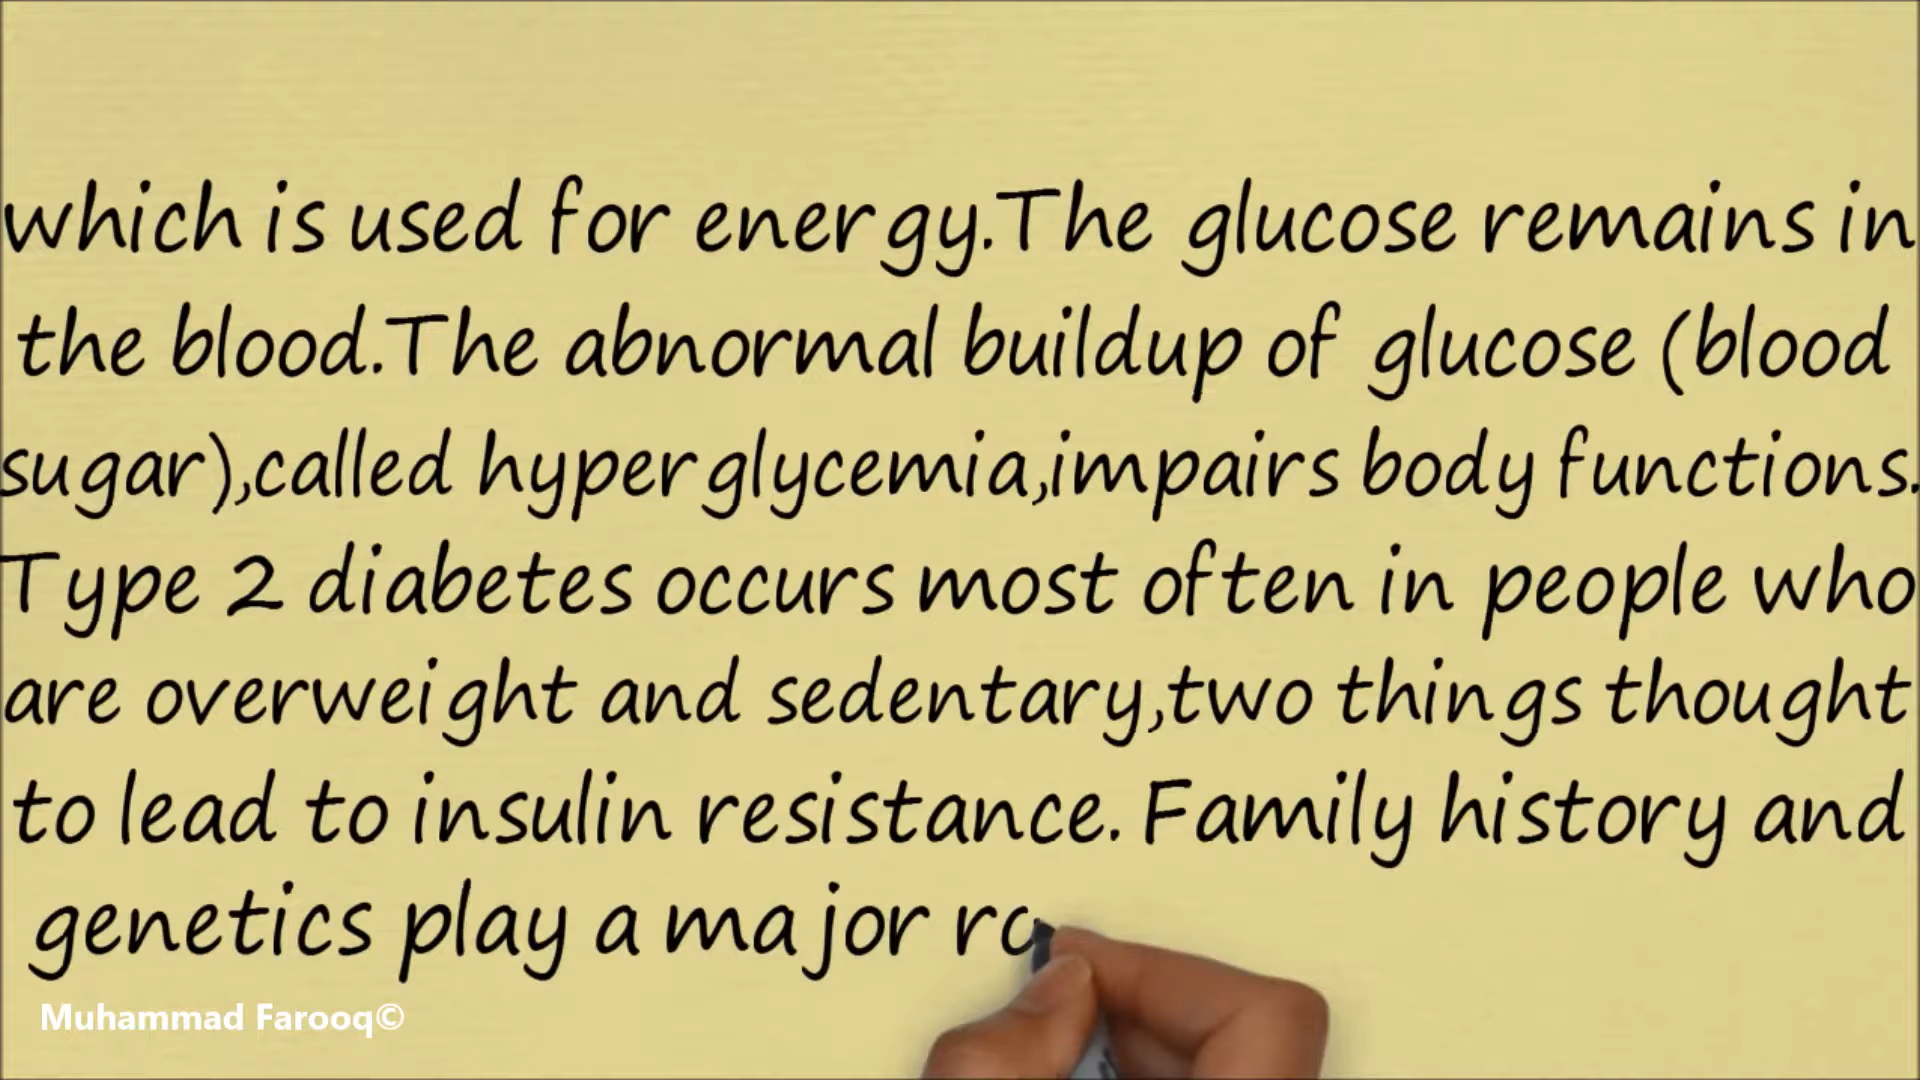 which is used for energy.The glucose remains in
the blood.The abnormal buildup of glucose (blood
sugar),called hyperglycemia,impairs body functions.
Type 2 diabetes occurs most often in people who
are overweight and sedentary,two things thought
to lead to insulin resistance. Family history and
genetics play a major
Muhammad Farooq©